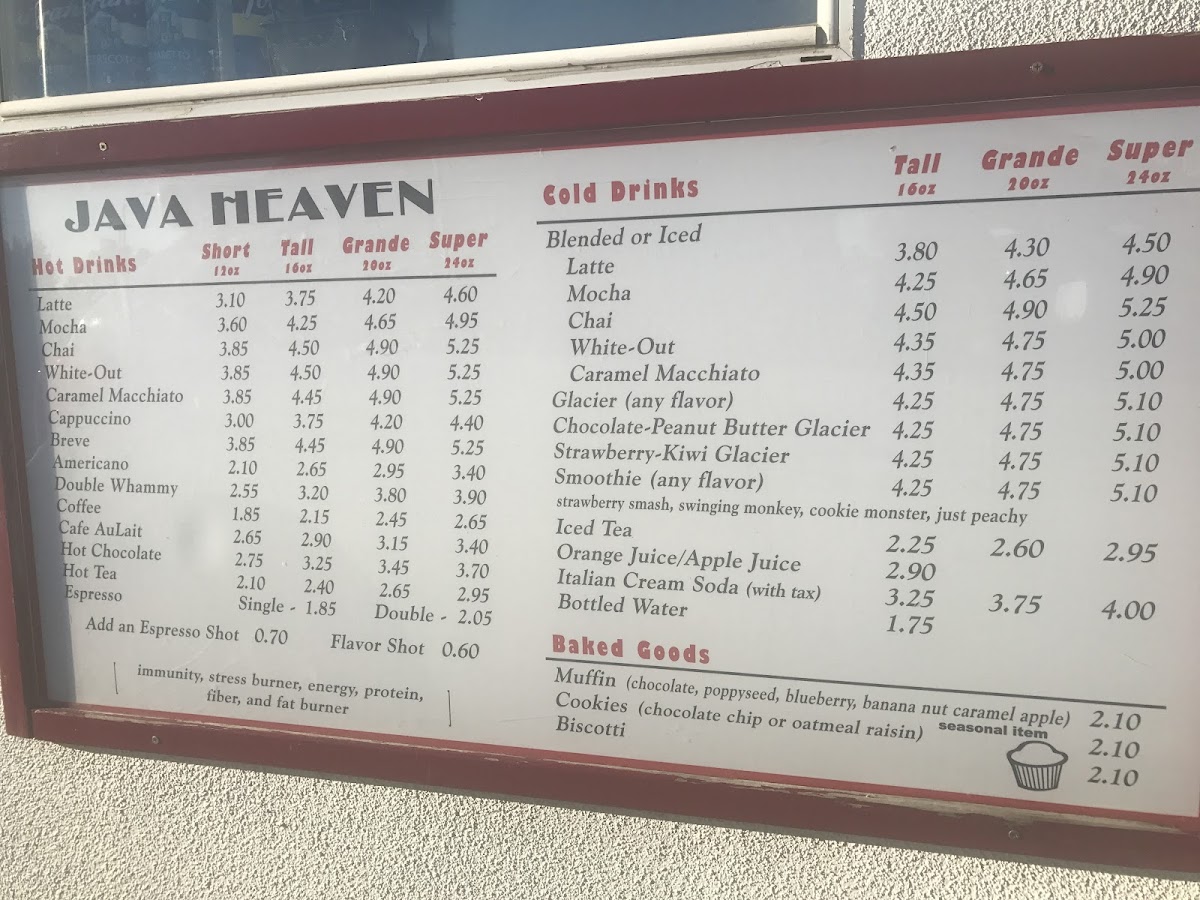 JAVA HEAVEN
Hot Drinks Short Tall Grande Super
12oz 16oz 20oz 24oz
Latte 3.10 3.75 4.20 4.60
Mocha 3.60 4.25 4.65 4.95
Chai 3.85 4.50 4.90 5.25
White-Out 3.85 4.50 4.90 5.25
Caramel Macchiato 3.85 4.45 4.90 5.25
Cappuccino 3.00 3.75 4.20 4.40
Breve 3.85 4.45 4.90 5.25
Americano 2.10 2.65 2.95 3.40
Double Whammy 2.55 3.20 3.80 3.90
Coffee 1.85 2.15 2.45 2.65
Cafe AuLait 2.65 2.90 3.15 3.40
Hot Chocolate 2.75 3.25 3.45 3.70
Hot Tea 2.10 2.40 2.65 2.95
Espresso Single - 1.85 Double - 2.05
Add an Espresso Shot 0.70 Flavor Shot 0.60
immunity, stress burner, energy, protein,
fiber, and fat burner
Cold Drinks Tall Grande Super
16oz 20oz 24oz
Blended or Iced
Latte 3.80 4.30 4.50
Mocha 4.25 4.65 4.90
Chai 4.50 4.90 5.25
White-Out 4.35 4.75 5.00
Caramel Macchiato 4.35 4.75 5.00
Glacier (any flavor) 4.25 4.75 5.10
Chocolate-Peanut Butter Glacier 4.25 4.75 5.10
Strawberry-Kiwi Glacier 4.25 4.75 5.10
Smoothie (any flavor) 4.25 4.75 5.10
strawberry smash, swinging monkey, cookie monster, just peachy
Iced Tea 2.25 2.60 2.95
Orange Juice/Apple Juice 2.90
Italian Cream Soda (with tax) 3.25 3.75 4.00
Bottled Water 1.75
Baked Goods
Muffin (chocolate, poppyseed, blueberry, banana nut caramel apple) 2.10
Cookies (chocolate chip or oatmeal raisin) seasonal item 2.10
Biscotti 2.10